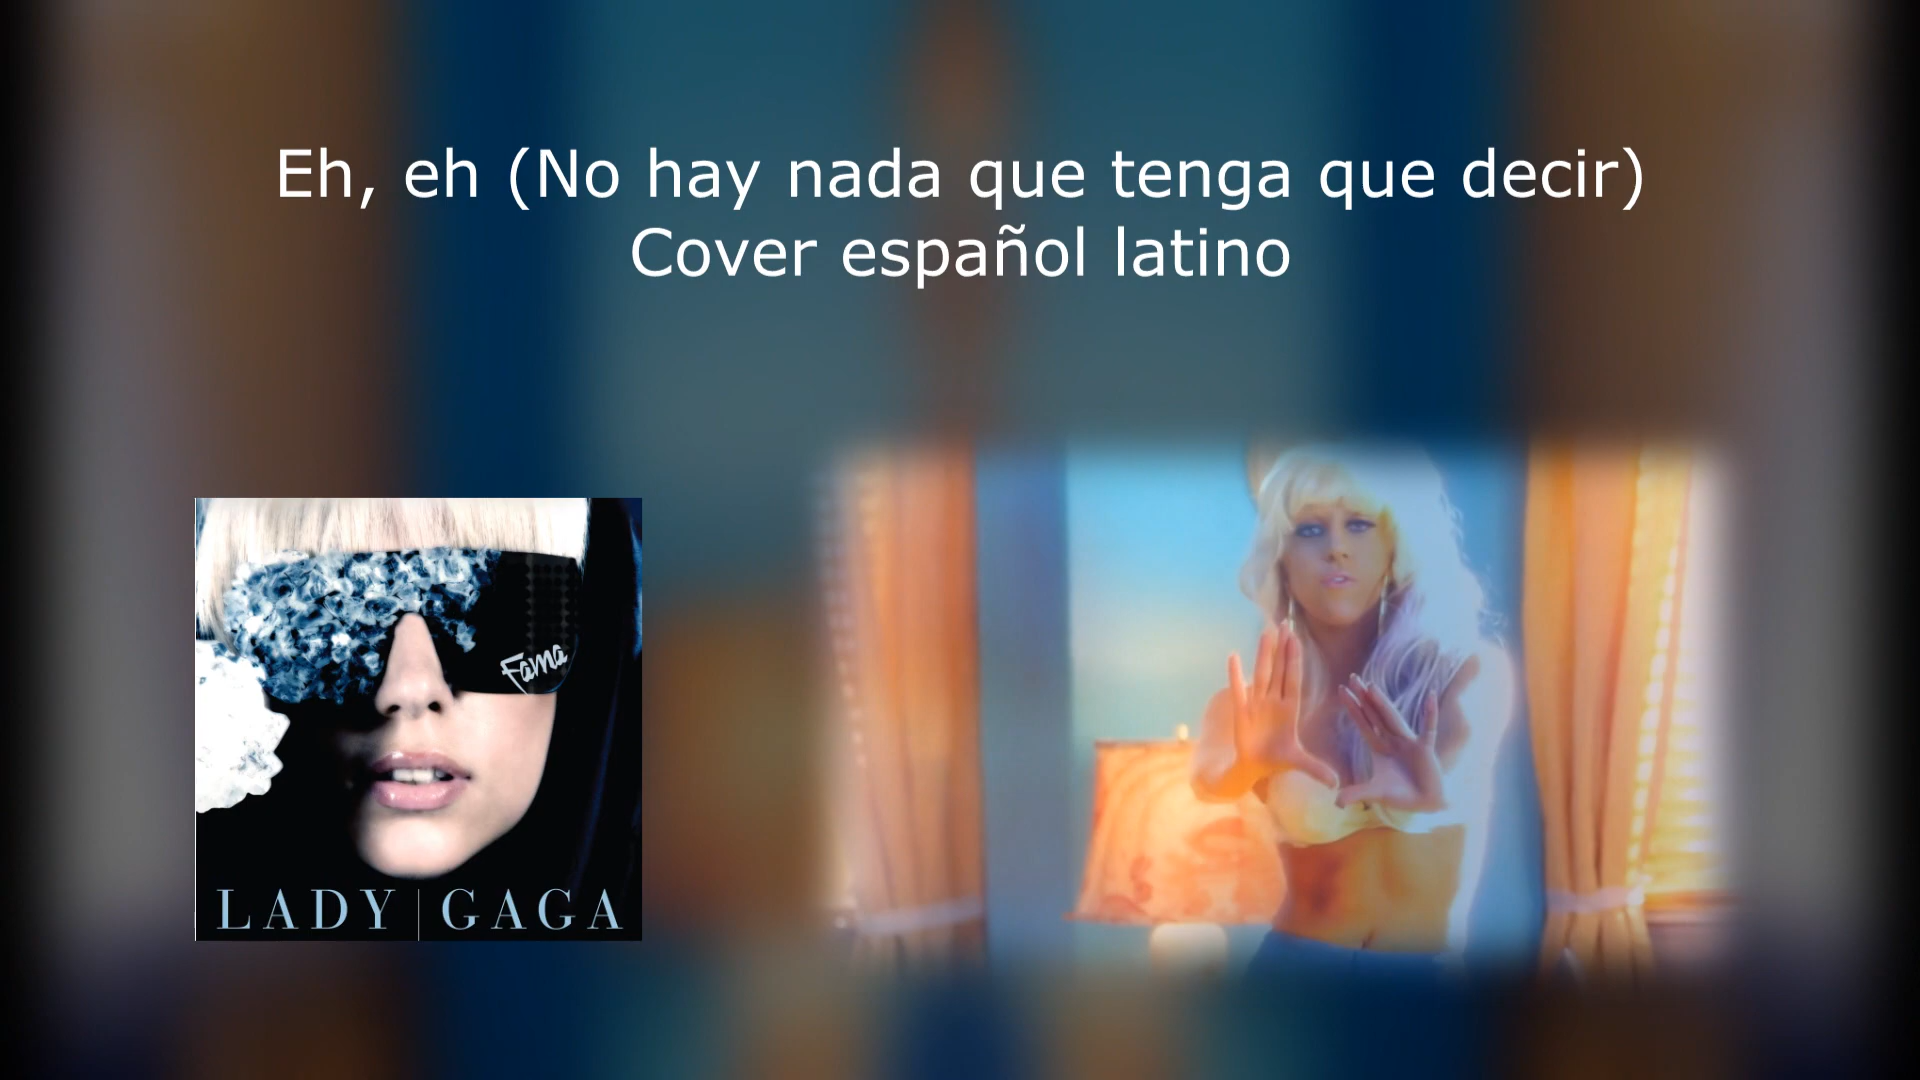 Eh, eh (No hay nada que tenga que decir)
Cover español latino
Fama
LADY | GAGA